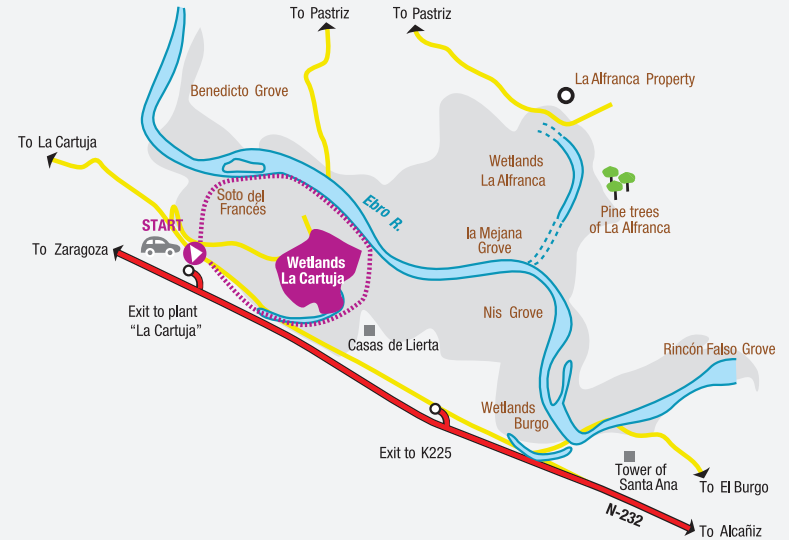 To Pastriz
To Pastriz
La Alfranca Property
Benedicto Grove
To La Cartuja
Wetlands
La Alfranca
Soto del
Francés
Ebro R.
Pine trees
of La Alfranca
START
la Mejana
Grove
To Zaragoza
Wetlands
La Cartuja
Exit to plant
“La Cartuja”
Nis Grove
Casas de Lierta
Rincón Falso Grove
Wetlands
Burgo
Exit to K225
Tower of
Santa Ana
To El Burgo
N-232
To Alcañiz